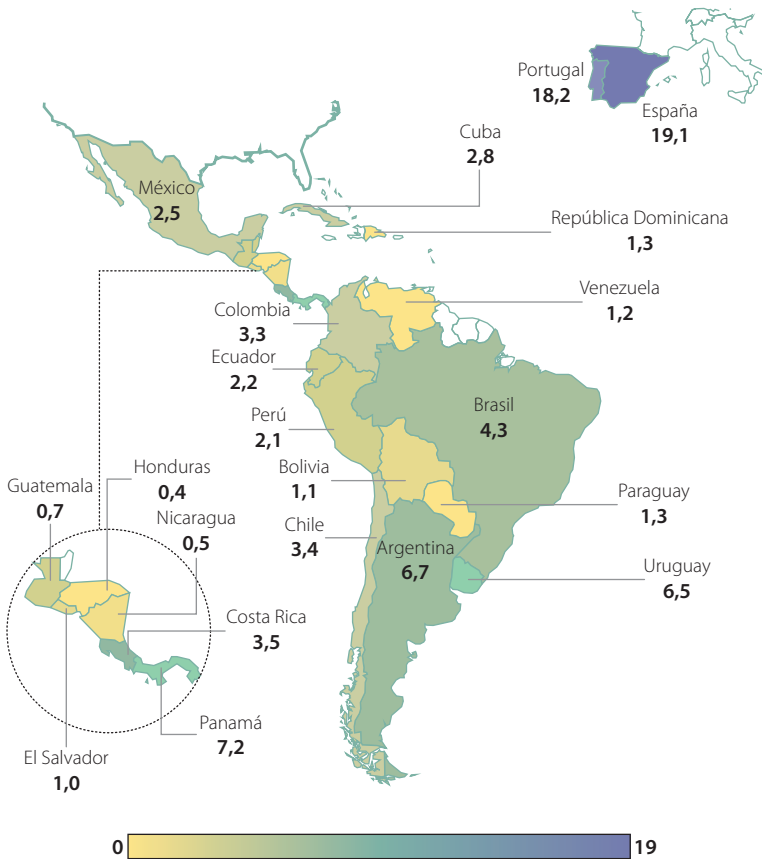 Portugal
18,2
España
19,1
Cuba
2,8
México
2,5
República Dominicana
1,3
Venezuela
1,2
Colombia
3,3
Ecuador
2,2
Brasil
4,3
Perú
2,1
Bolivia
1,1
Honduras
0,4
Guatemala
0,7
Nicaragua
0,5
Paraguay
1,3
Chile
3,4
Argentina
6,7
Uruguay
6,5
Costa Rica
3,5
Panamá
7,2
El Salvador
1,0
0
19